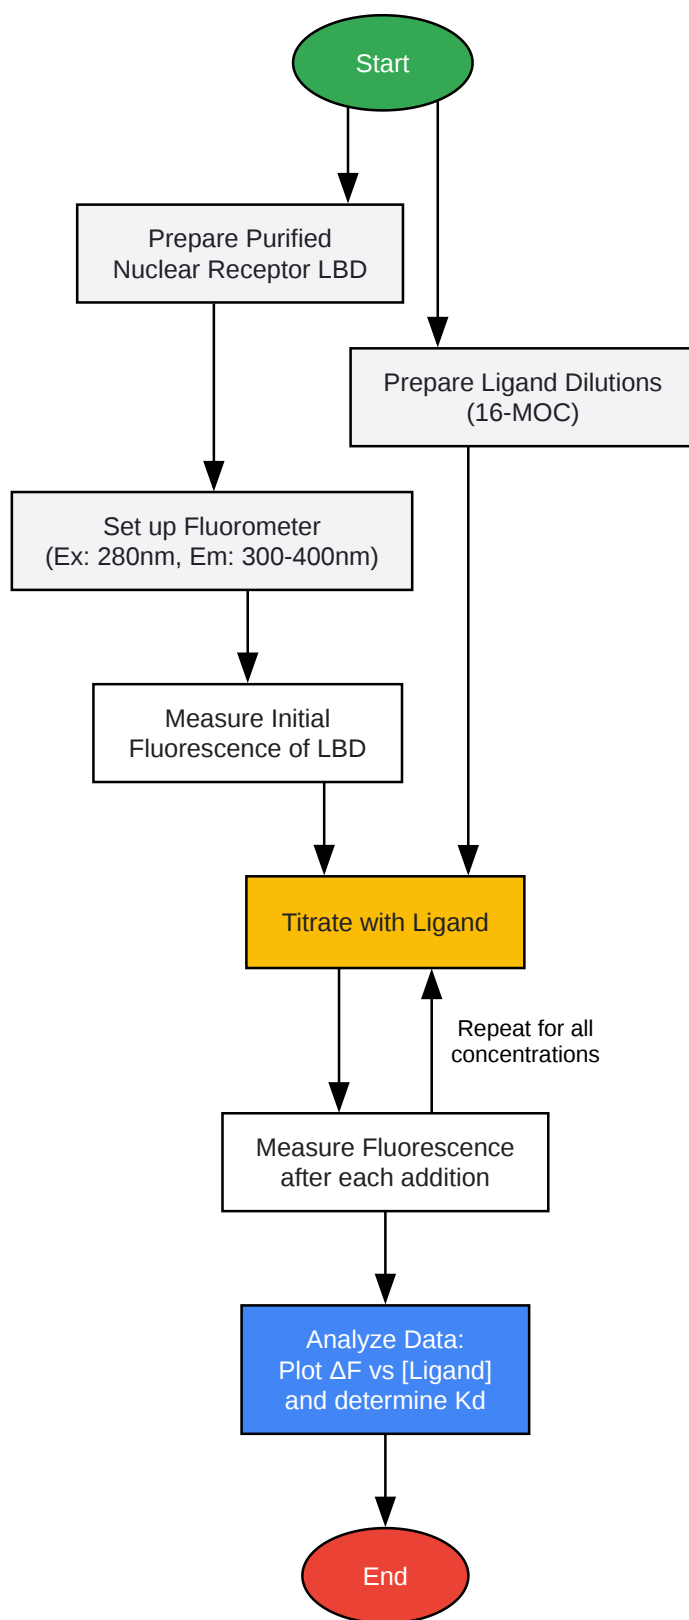 Start
Prepare Purified
Nuclear Receptor LBD
Prepare Ligand Dilutions
(16-MOC)
Set up Fluorometer
(Ex: 280nm, Em: 300-400nm)
Measure Initial
Fluorescence of LBD
Titrate with Ligand
Repeat for all
concentrations
Measure Fluorescence
after each addition
Analyze Data:
Plot ΔF vs [Ligand]
and determine Kd
End